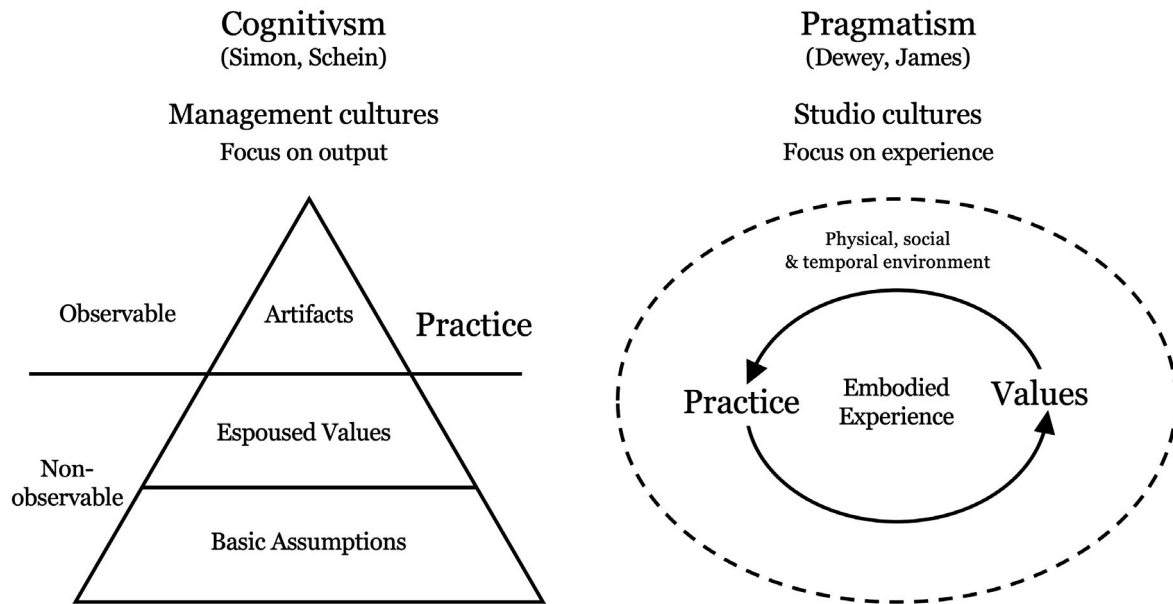 Cognitivsm
(Simon, Schein)
Management cultures
Focus on output
Observable
Artifacts
Practice
Espoused Values
Non-
observable
Basic Assumptions
Pragmatism
(Dewey, James)
Studio cultures
Focus on experience
Physical, social
& temporal environment
Practice
Embodied
Experience
Values